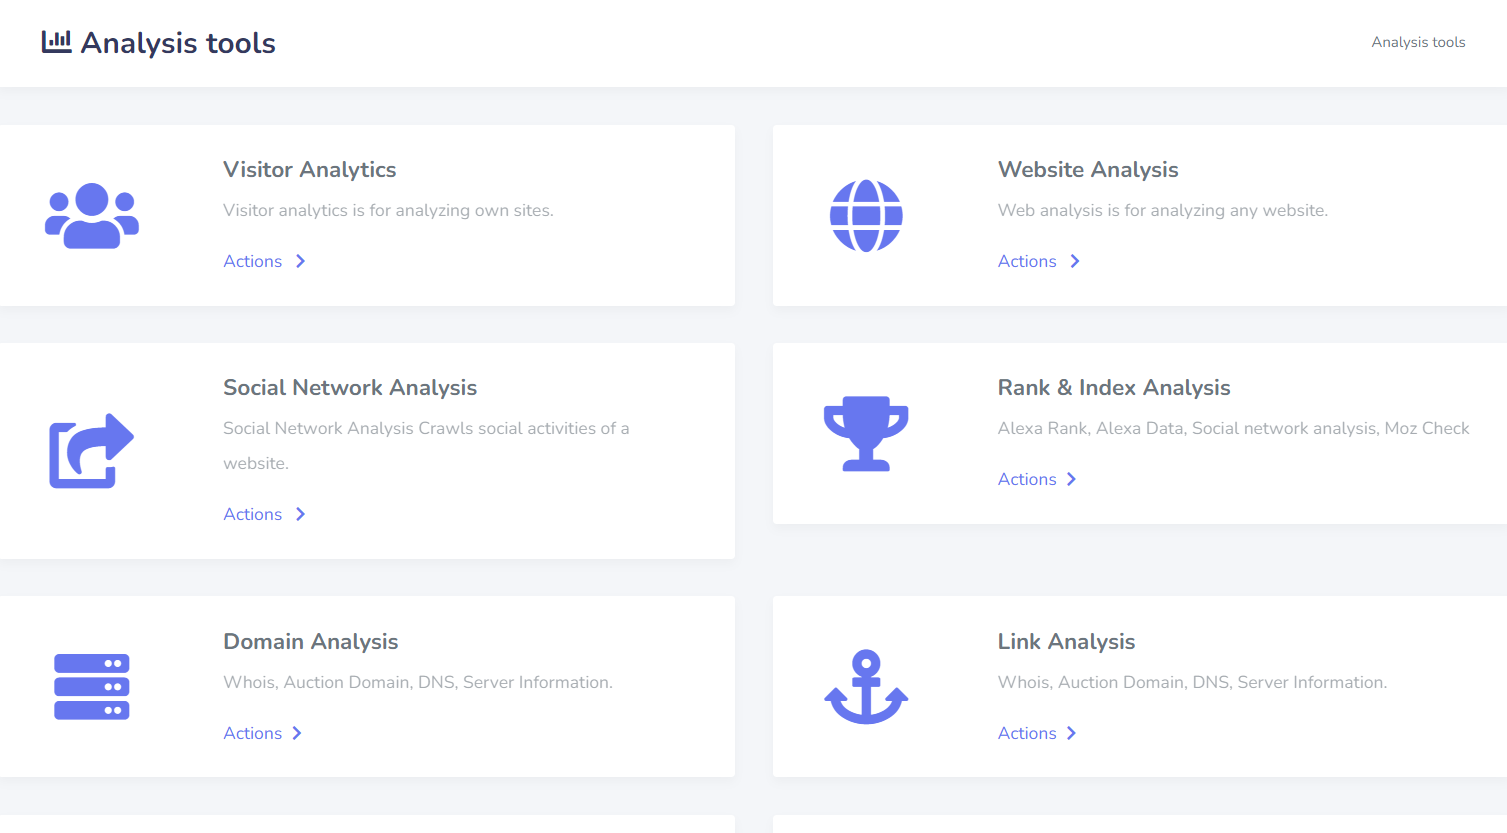 Analysis tools
Analysis tools
Visitor Analytics
Visitor analytics is for analyzing own sites.
Actions
Website Analysis
Web analysis is for analyzing any website.
Actions
Social Network Analysis
Social Network Analysis Crawls social activities of a
website.
Actions
Rank & Index Analysis
Alexa Rank, Alexa Data, Social network analysis, Moz Check
Actions
Domain Analysis
Whois, Auction Domain, DNS, Server Information.
Actions
Link Analysis
Whois, Auction Domain, DNS, Server Information.
Actions